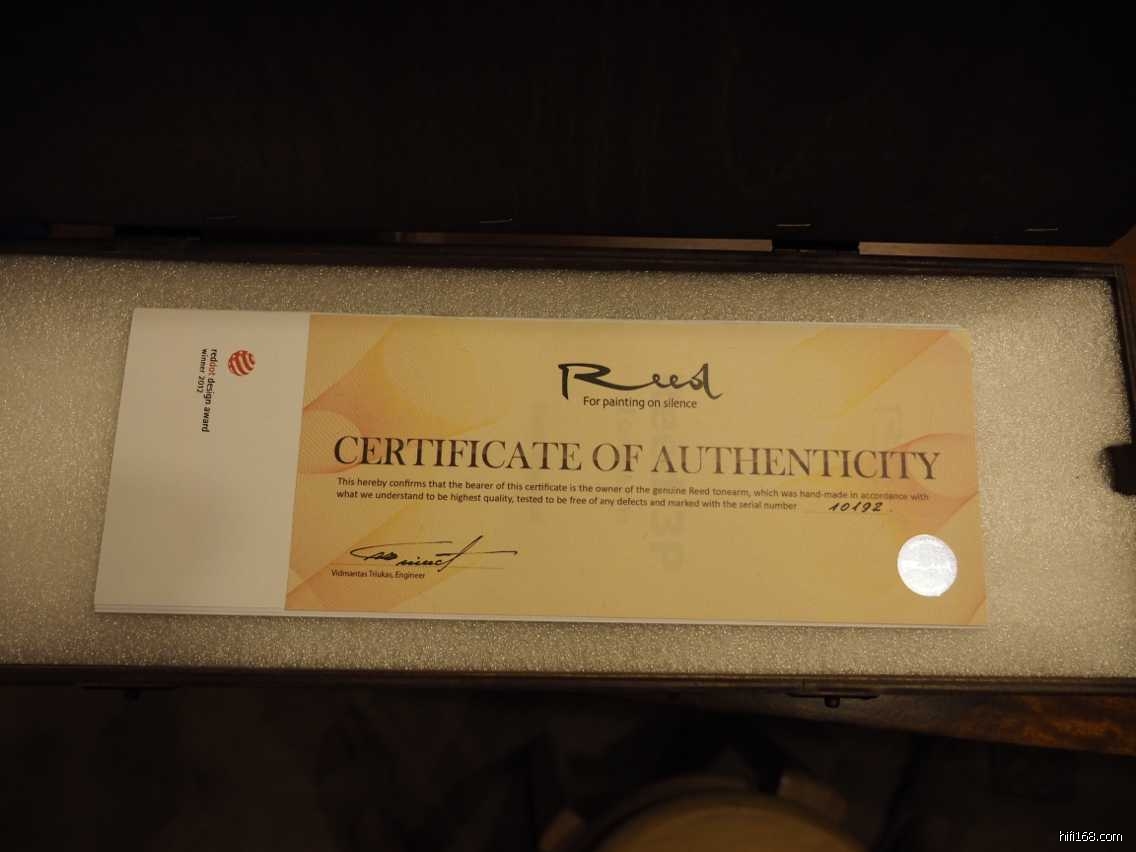 reddot design award
winner 2012
Reed
For painting on silence
CERTIFICATE OF AUTHENTICITY
This hereby confirms that the bearer of this certificate is the owner of the genuine Reed tonearm, which was hand-made in accordance with
what we understand to be highest quality, tested to be free of any defects and marked with the serial number 10192.
Vidmantas Triukas, Engineer
hifi168.com